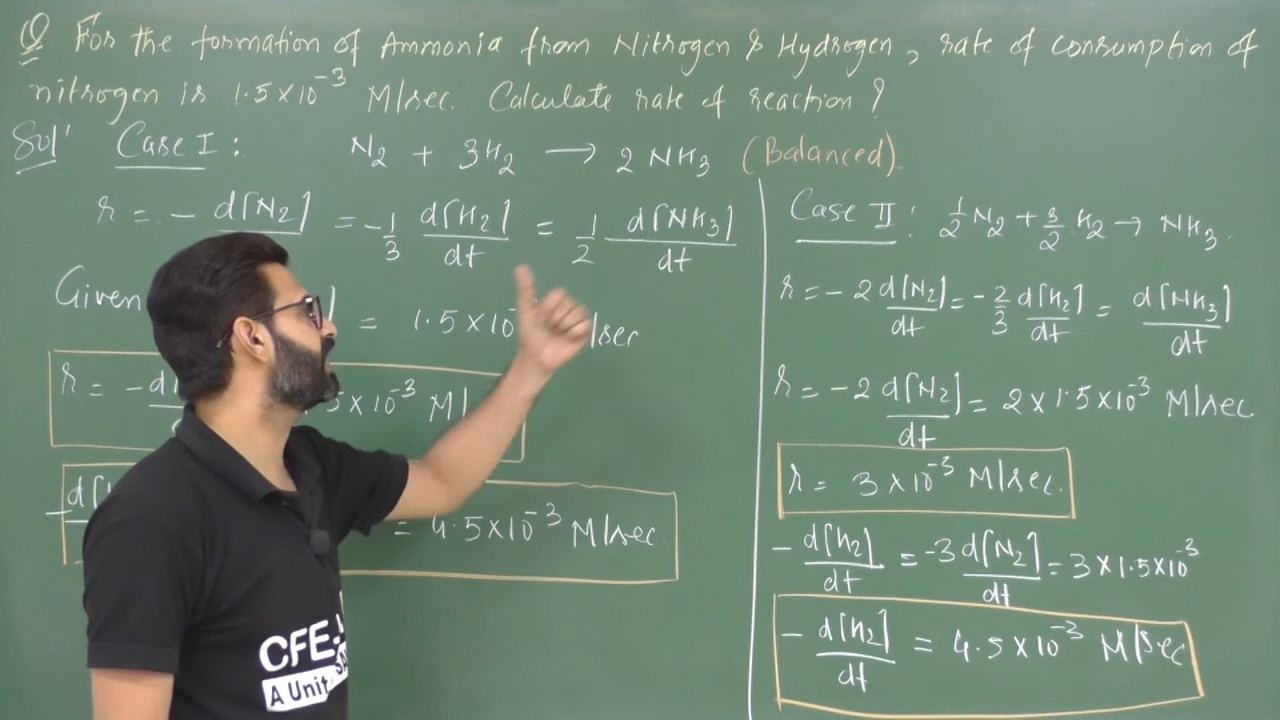 Q For the formation of Ammonia from Nitrogen & Hydrogen, rate of consumption of
nitrogen is 1.5×10⁻³ M/sec. Calculate rate of reaction?
Solⁿ Case I: N₂ + 3H₂ → 2NH₃ (Balanced).
r = - d[N₂] = -1/3 d[H₂]/dt = 1/2 d[NH₃]/dt
Given ] = 1.5×10 /sec
r = -d 5×10⁻³ M/
-d[ = 4.5×10⁻³ M/sec.
Case II: 1/2 N₂ + 3/2 H₂ → NH₃.
r = -2 d[N₂]/dt = -2/3 d[H₂]/dt = d[NH₃]/dt
r = -2 d[N₂]/dt = 2×1.5×10⁻³ M/sec
r = 3×10⁻³ M/sec.
-d[H₂]/dt = -3 d[N₂]/dt = 3×1.5×10⁻³
-d[H₂]/dt = 4.5×10⁻³ M/sec
CFE
A Unit